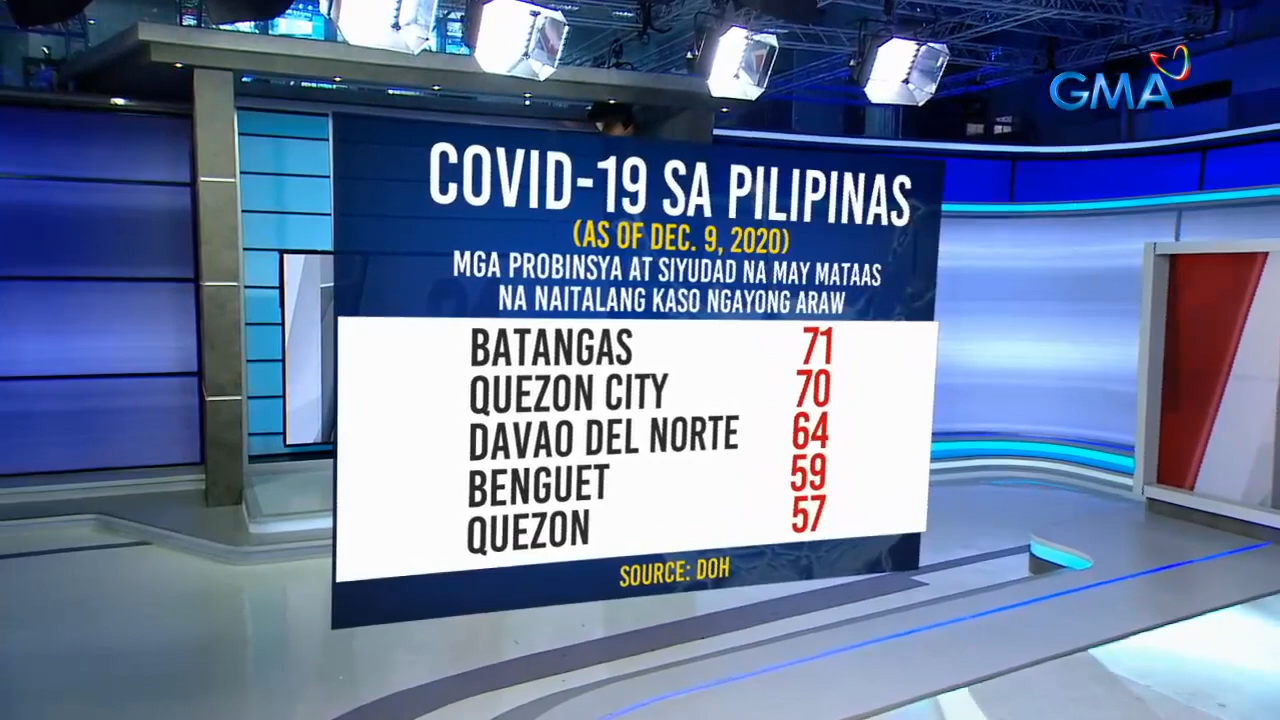 GMA
COVID-19 SA PILIPINAS
(AS OF DEC. 9, 2020)
MGA PROBINSYA AT SIYUDAD NA MAY MATAAS
NA NAITALANG KASO NGAYONG ARAW
BATANGAS 71
QUEZON CITY 70
DAVAO DEL NORTE 64
BENGUET 59
QUEZON 57
SOURCE: DOH